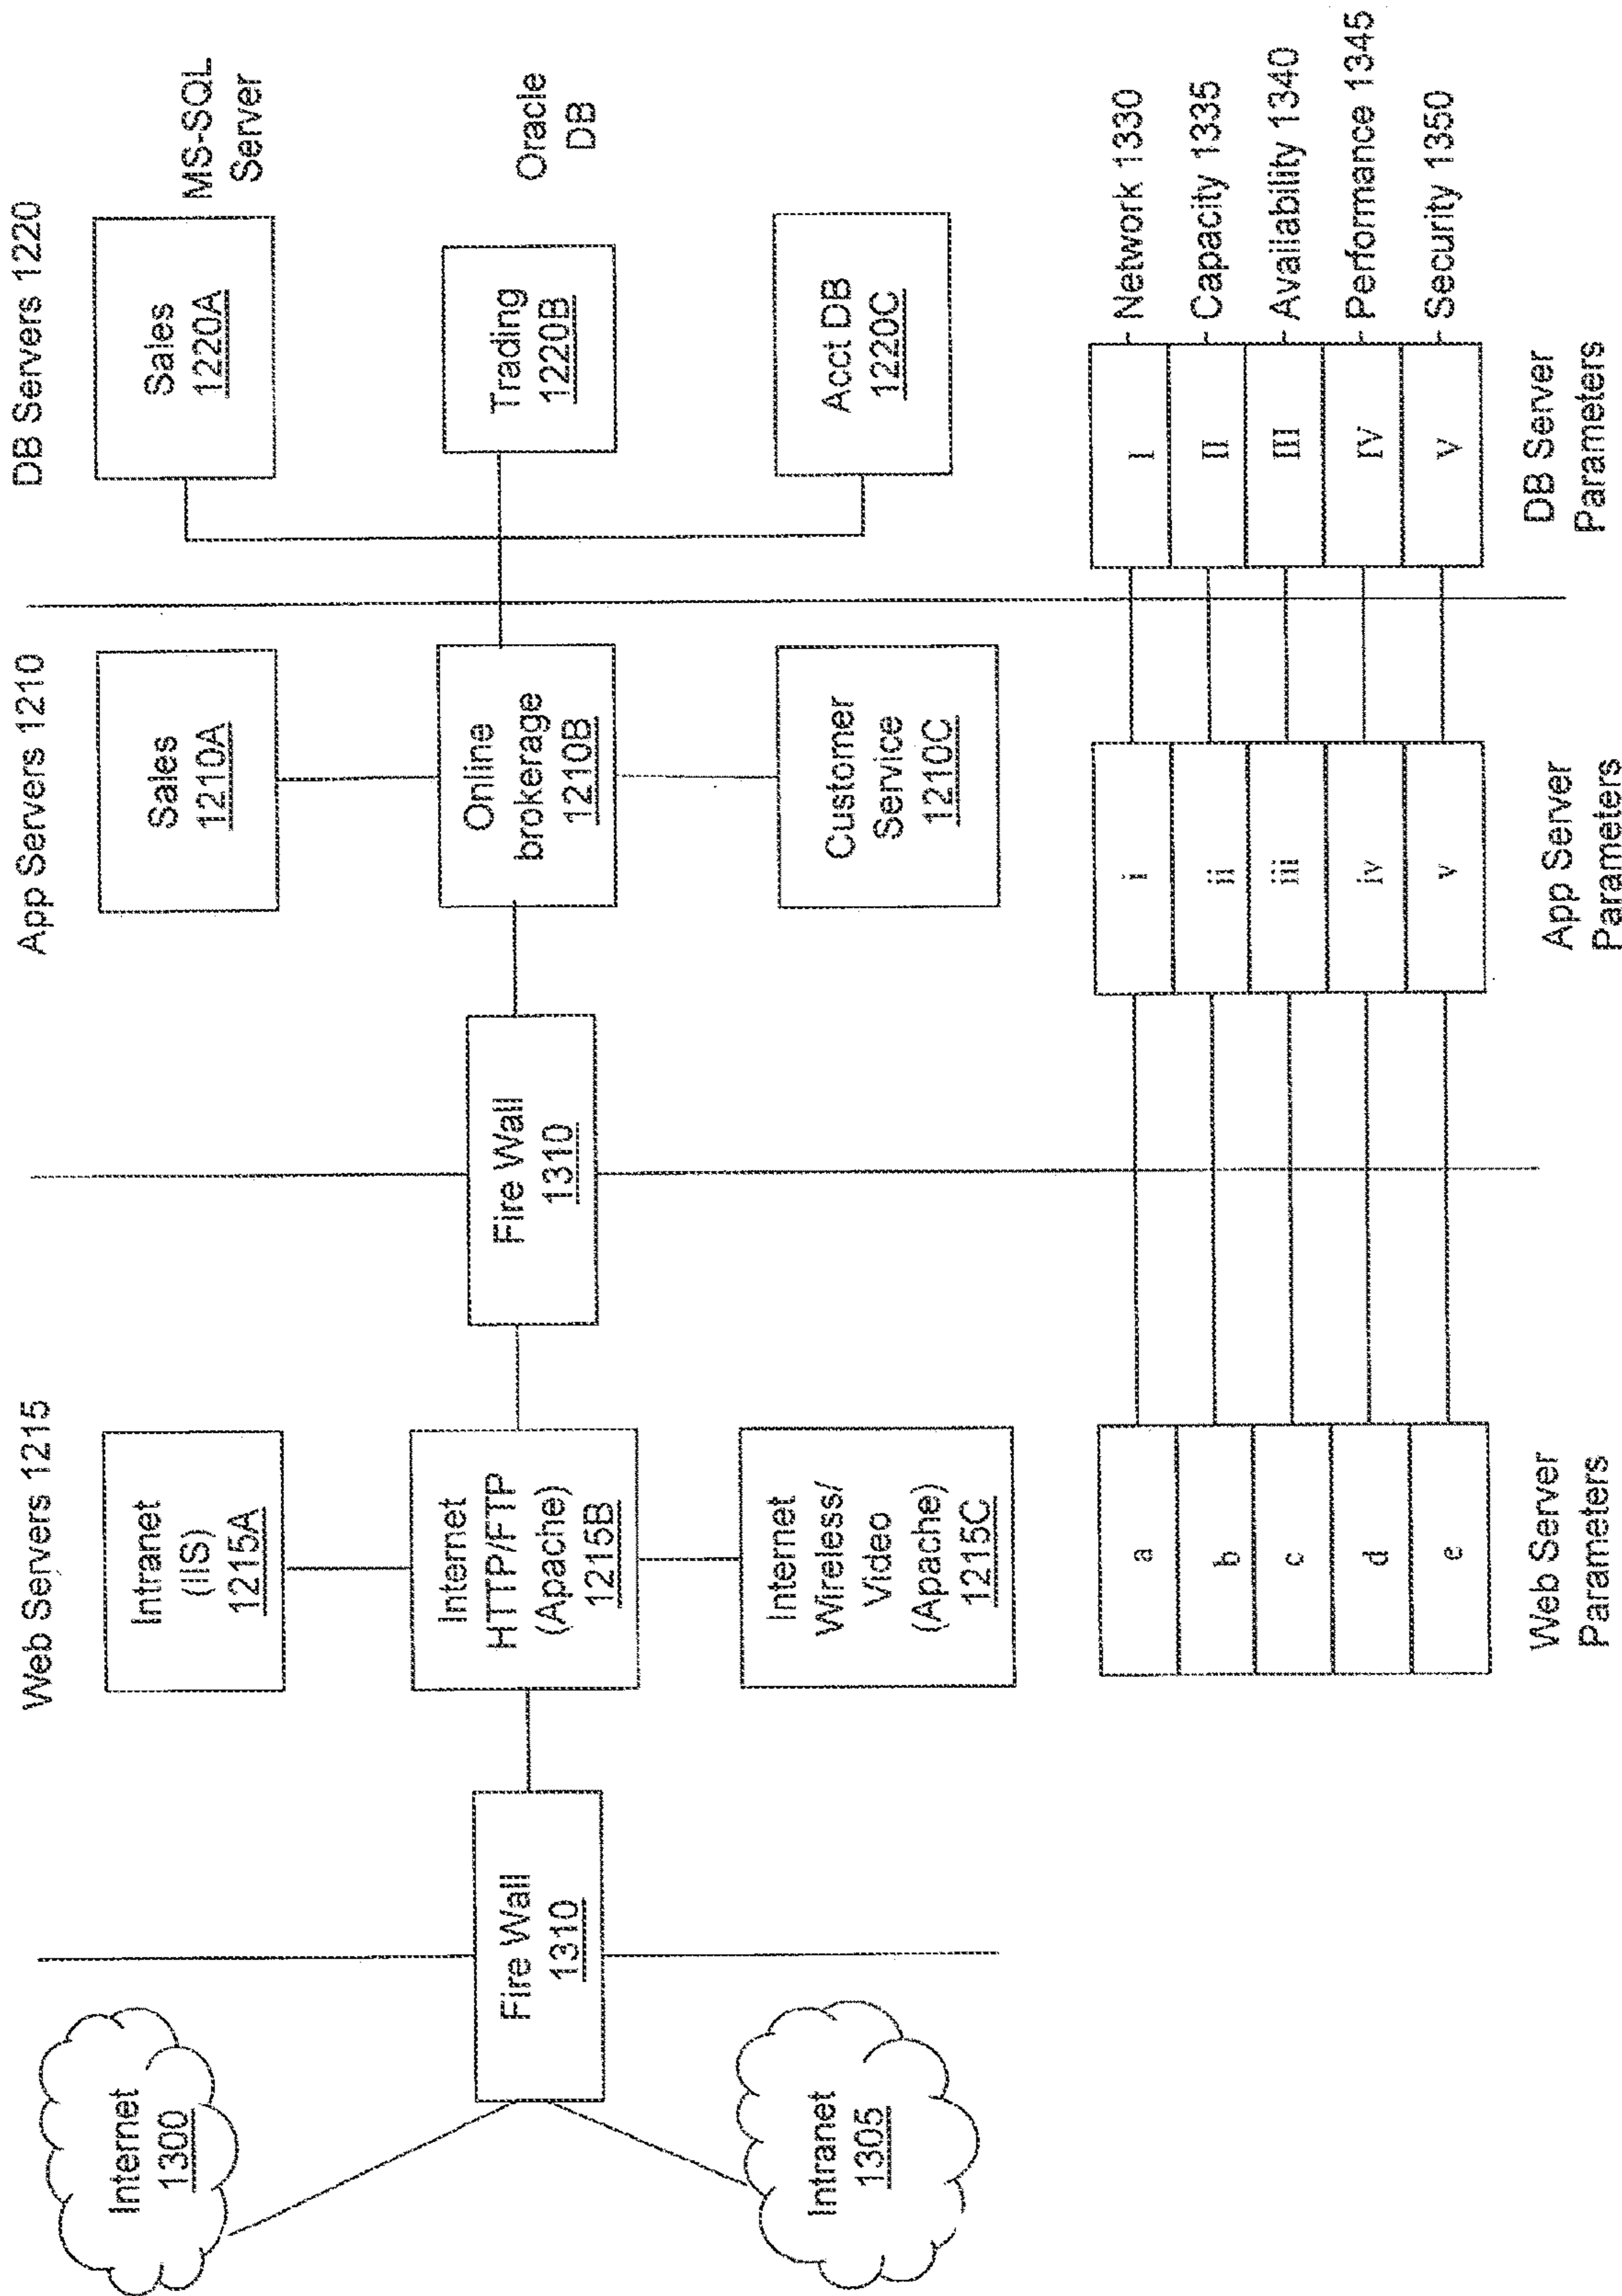 Web Servers 1215
App Servers 1210
DB Servers 1220
Internet
1300
Intranet
(IIS)
1215A
Sales
1210A
Sales
1220A
MS-SQL
Server
Fire Wall
1310
Internet
HTTP/FTP
(Apache)
1215B
Fire Wall
1310
Online
brokerage
1210B
Trading
1220B
Oracle
DB
Intranet
1305
Internet
Wireless/
Video
(Apache)
1215C
Customer
Service
1210C
Acct DB
1220C
a
i
I
Network 1330
b
ii
II
Capacity 1335
c
iii
III
Availability 1340
d
iv
IV
Performance 1345
e
v
V
Security 1350
Web Server
Parameters
App Server
Parameters
DB Server
Parameters